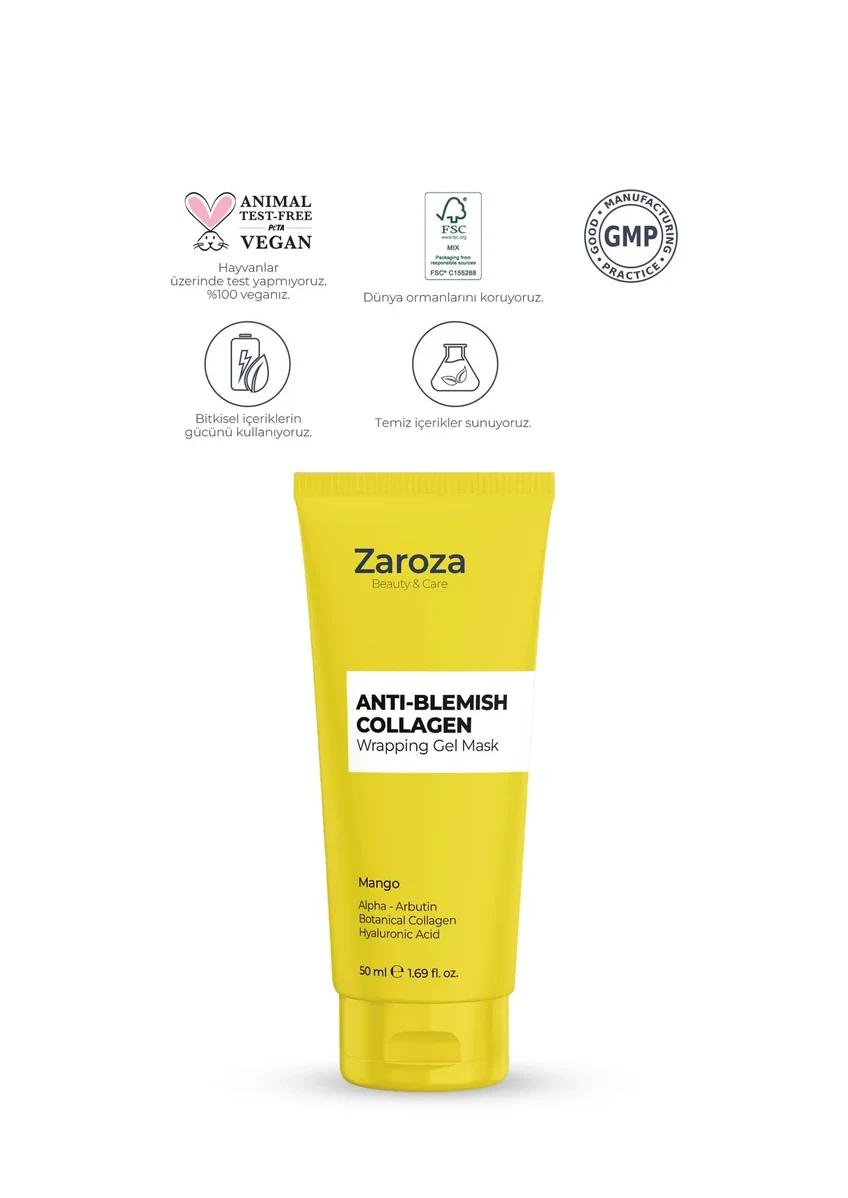 ANIMAL
TEST-FREE
PETA
VEGAN
Hayvanlar
üzerinde test yapmıyoruz.
%100 veganız.
FSC
www.fsc.org
MIX
Packaging from
responsible sources
FSC® C155268
Dünya ormanlarını koruyoruz.
GOOD • MANUFACTURING • PRACTICE •
GMP
Bitkisel içeriklerin
gücünü kullanıyoruz.
Temiz içerikler sunuyoruz.
Zaroza
Beauty & Care
ANTI-BLEMISH
COLLAGEN
Wrapping Gel Mask
Mango
Alpha - Arbutin
Botanical Collagen
Hyaluronic Acid
50 ml ℮ 1.69 fl. oz.